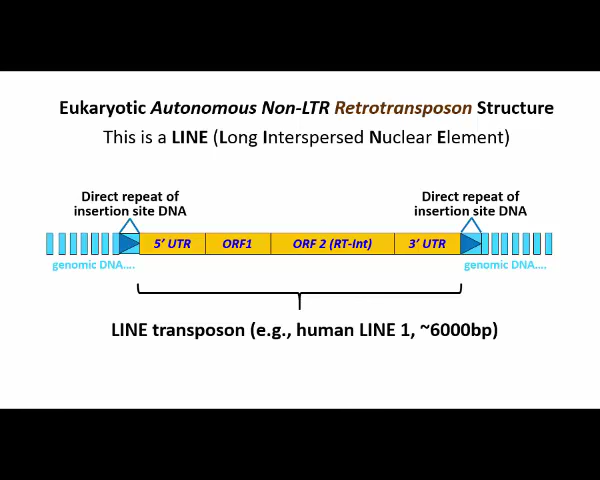 Eukaryotic Autonomous Non-LTR Retrotransposon Structure
This is a LINE (Long Interspersed Nuclear Element)
Direct repeat of
insertion site DNA
Direct repeat of
insertion site DNA
5’ UTR ORF1 ORF 2 (RT-Int) 3’ UTR
genomic DNA....
genomic DNA....
LINE transposon (e.g., human LINE 1, ~6000bp)